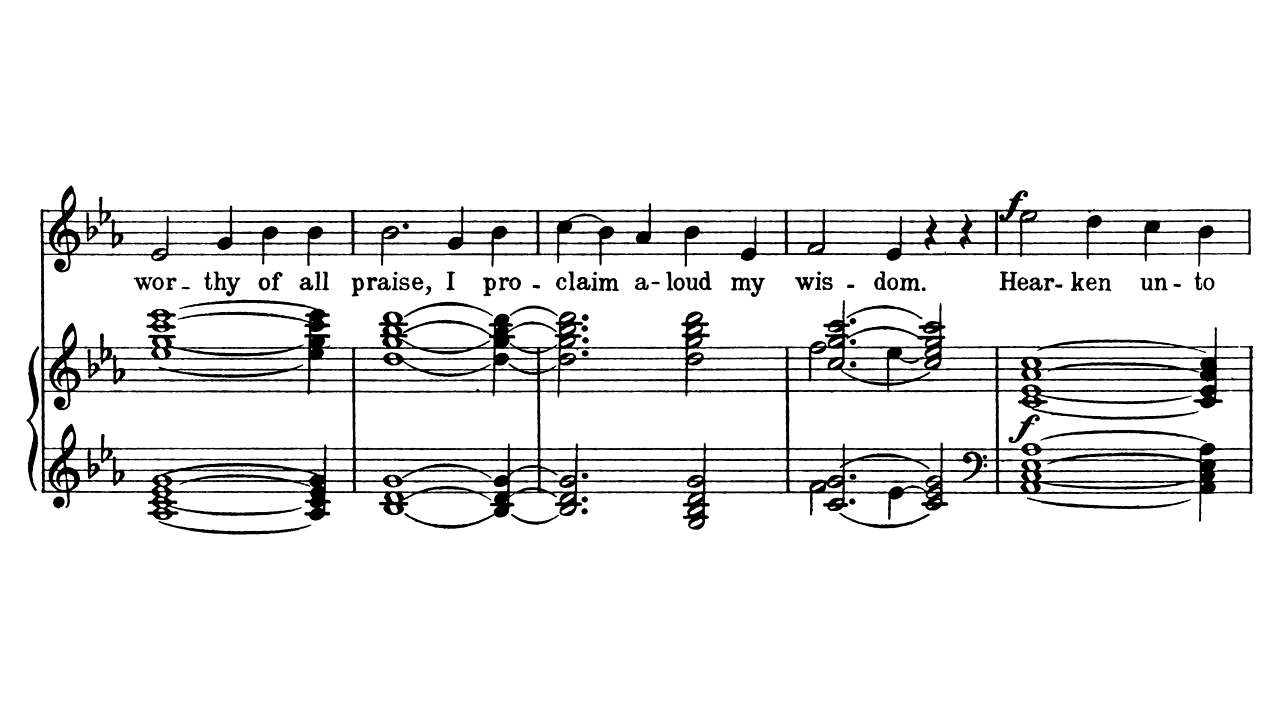 f
wor - thy of all praise, I pro - claim a - loud my wis - dom. Hear - ken un - to
f